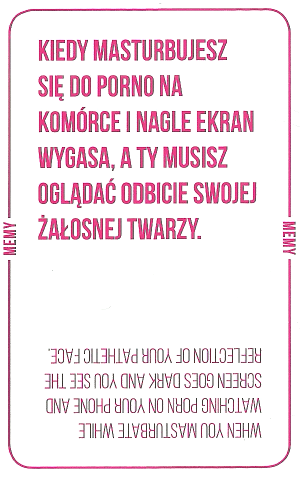 KIEDY MASTURBUJESZ
SIĘ DO PORNO NA
KOMÓRCE I NAGLE EKRAN
WYGASA, A TY MUSISZ
OGLĄDAĆ ODBICIE SWOJEJ
ŻAŁOSNEJ TWARZY.
MEMY
MEMY
WHEN YOU MASTURBATE WHILE
WATCHING PORN ON YOUR PHONE AND
SCREEN GOES DARK AND YOU SEE THE
REFLECTION OF YOUR PATHETIC FACE.